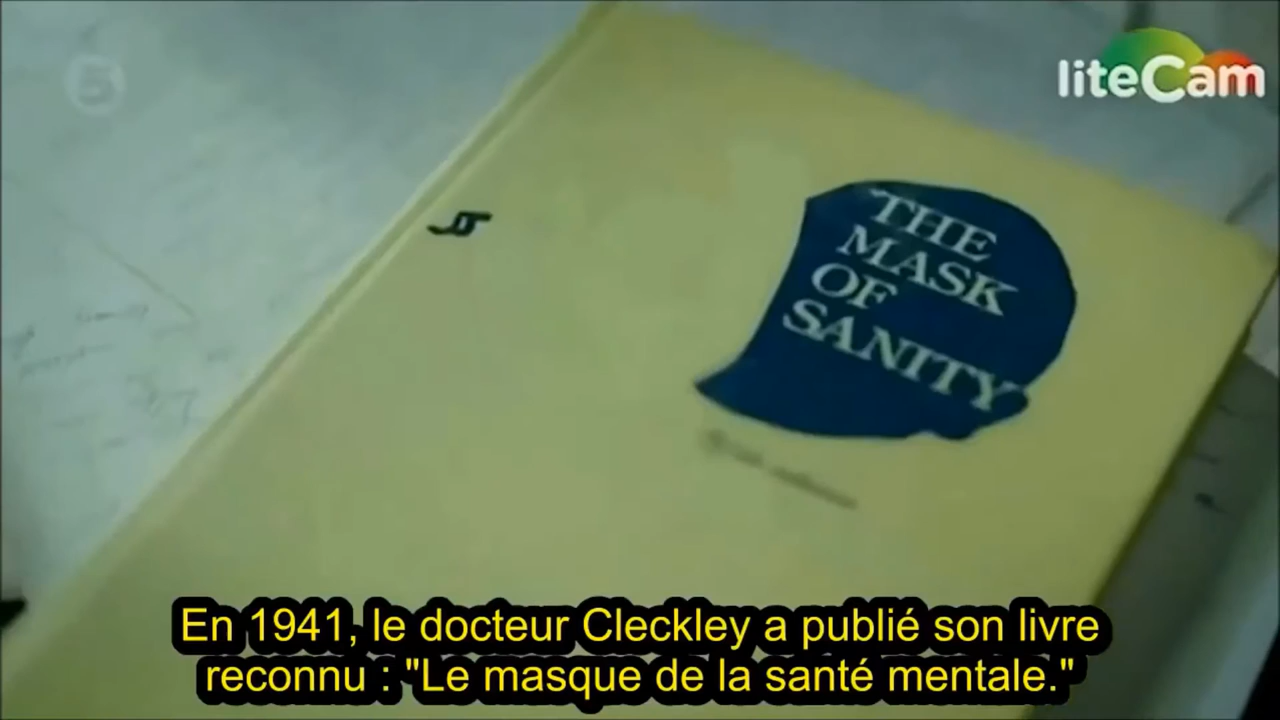 5
liteCam
THE
MASK
OF
SANITY
En 1941, le docteur Cleckley a publié son livre
reconnu : "Le masque de la santé mentale."